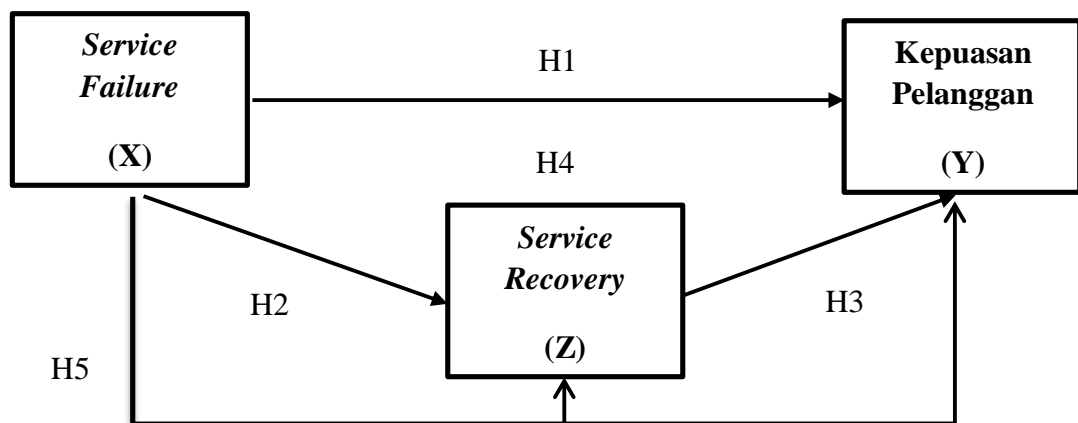 Service
Failure
(X)
H1
Kepuasan
Pelanggan
(Y)
H4
Service
Recovery
(Z)
H2
H3
H5